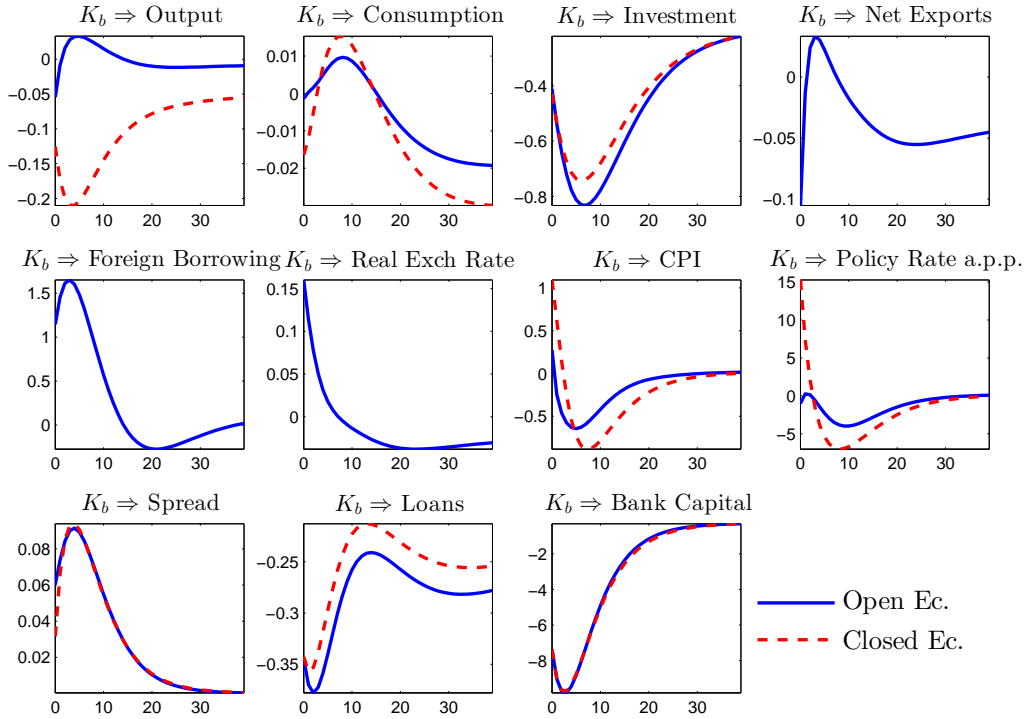 K_b ⇒ Output
0
−0.05
−0.1
−0.15
−0.2
0 10 20 30
K_b ⇒ Consumption
0.01
0
−0.01
−0.02
0 10 20 30
K_b ⇒ Investment
−0.4
−0.6
−0.8
0 10 20 30
K_b ⇒ Net Exports
0
−0.05
−0.1
0 10 20 30
K_b ⇒ Foreign Borrowing
1.5
1
0.5
0
0 10 20 30
K_b ⇒ Real Exch Rate
0.15
0.1
0.05
0
0 10 20 30
K_b ⇒ CPI
1
0.5
0
−0.5
0 10 20 30
K_b ⇒ Policy Rate a.p.p.
15
10
5
0
−5
0 10 20 30
K_b ⇒ Spread
0.08
0.06
0.04
0.02
0 10 20 30
K_b ⇒ Loans
−0.25
−0.3
−0.35
0 10 20 30
K_b ⇒ Bank Capital
−2
−4
−6
−8
0 10 20 30
Open Ec.
Closed Ec.